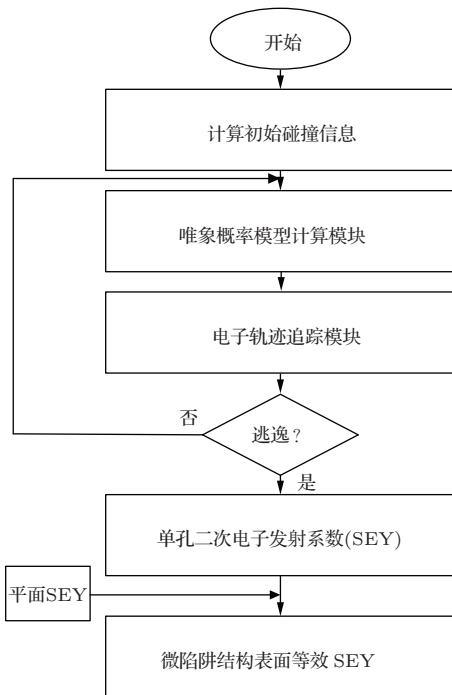 开始
计算初始碰撞信息
唯象概率模型计算模块
电子轨迹追踪模块
否
逃逸?
是
单孔二次电子发射系数(SEY)
平面SEY
微陷阱结构表面等效 SEY